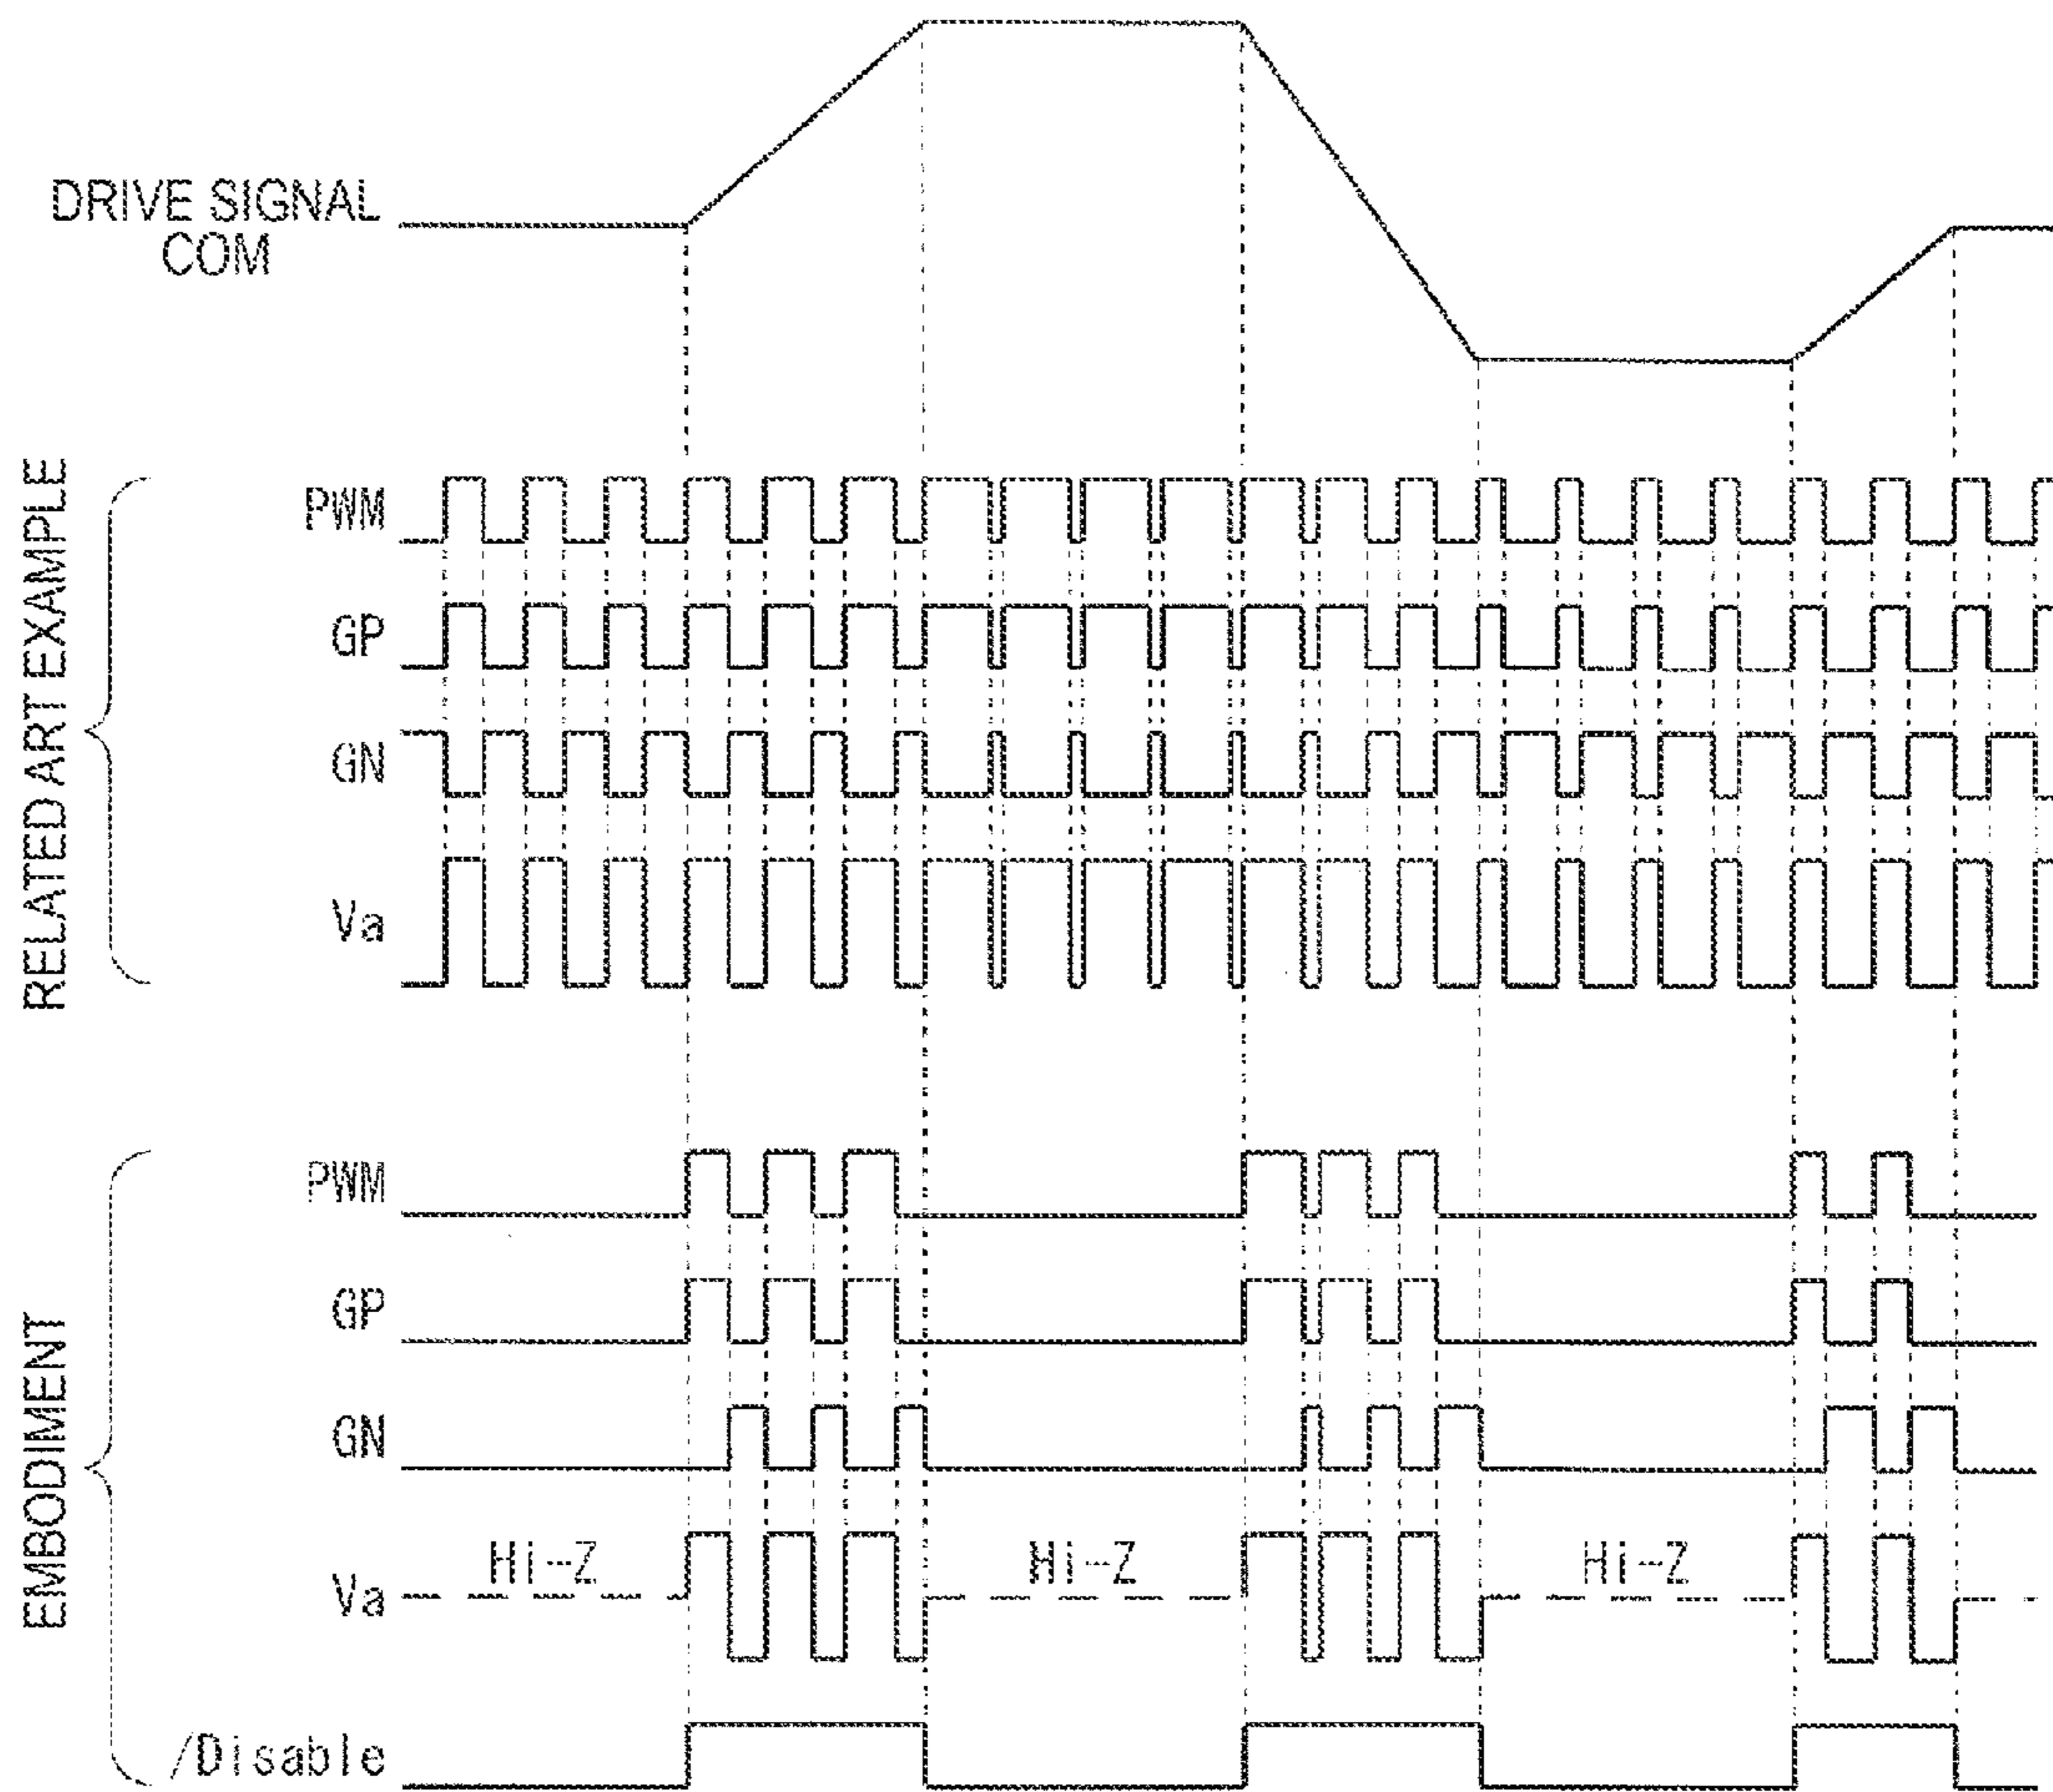 DRIVE SIGNAL
COM
RELATED ART EXAMPLE
PWM
GP
GN
Va
EMBODIMENT
PWM
GP
GN
Va
Hi-Z
Hi-Z
Hi-Z
/Disable